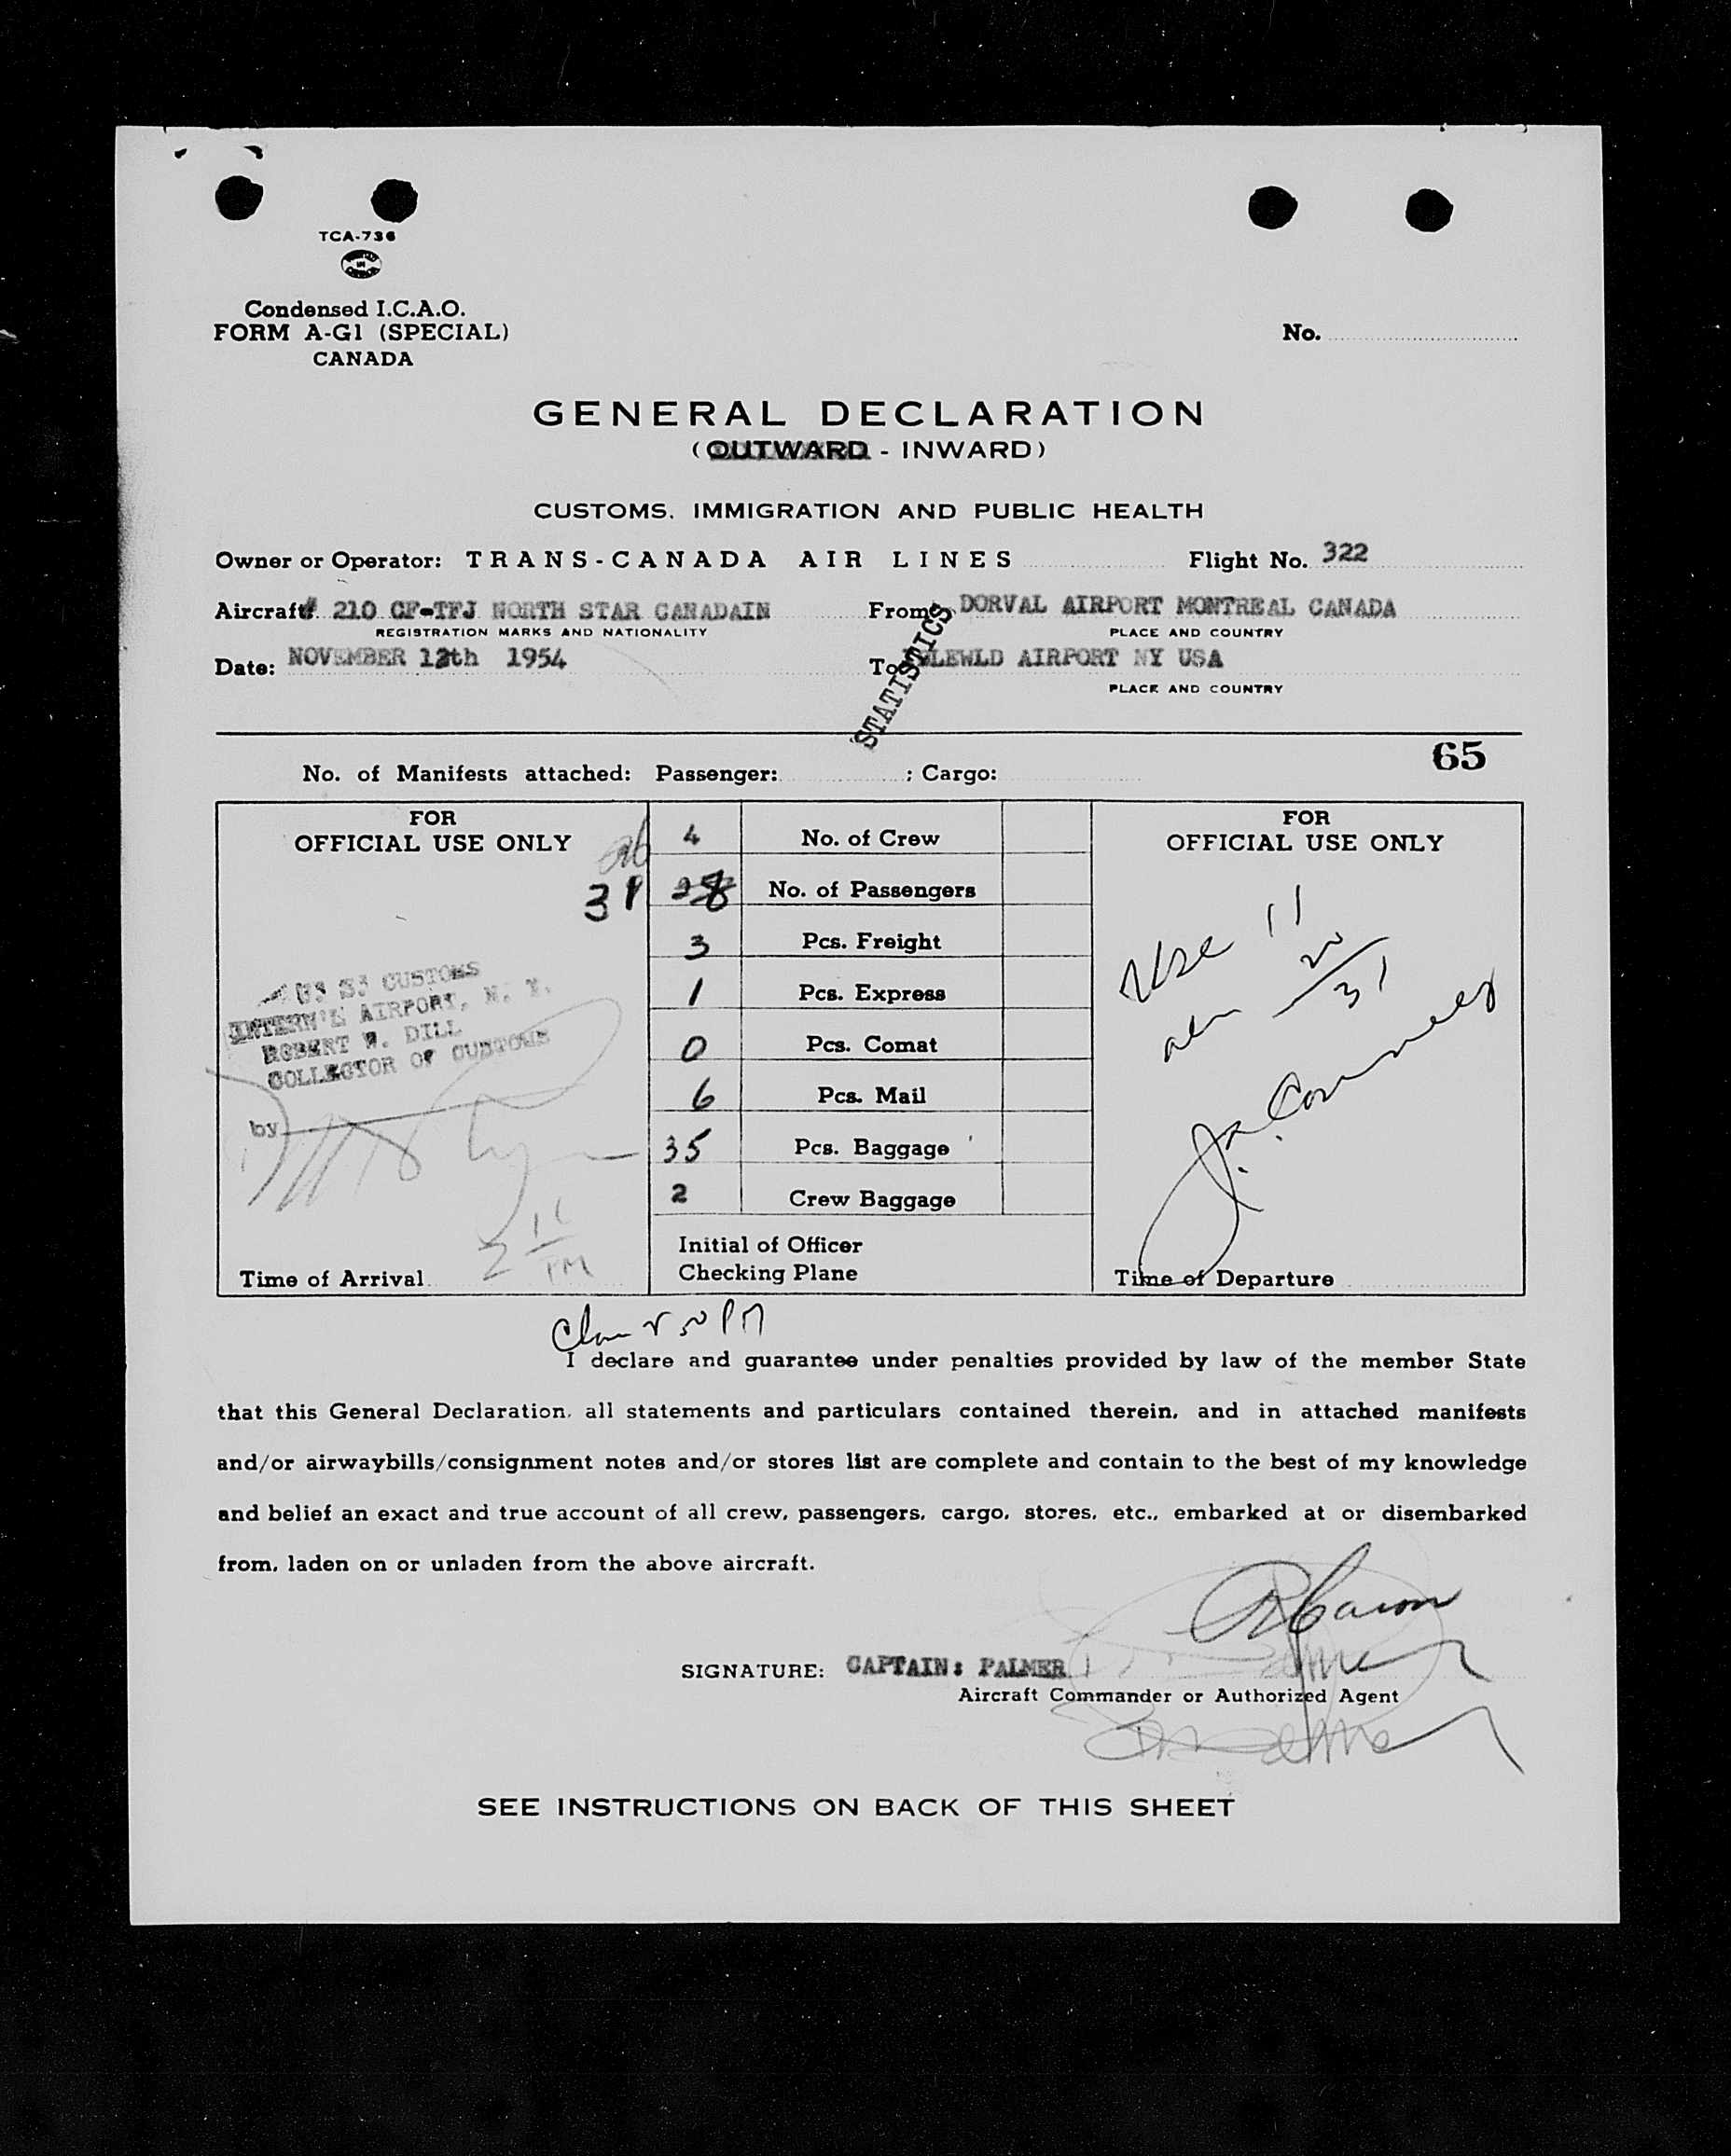 TCA-736
Condensed I.C.A.O.
FORM A-G1 (SPECIAL)
CANADA
No.
GENERAL DECLARATION
(OUTWARD - INWARD)
CUSTOMS, IMMIGRATION AND PUBLIC HEALTH
Owner or Operator: TRANS-CANADA AIR LINES Flight No. 322
Aircraft# 210 CF-TFJ NORTH STAR CANADAIN From: DORVAL AIRPORT MONTREAL CANADA
REGISTRATION MARKS AND NATIONALITY PLACE AND COUNTRY
Date: NOVEMBER 12th 1954 To: AIRPORT NY USA
PLACE AND COUNTRY
STATISTICS
65
No. of Manifests attached: Passenger: ; Cargo:
FOR
OFFICIAL USE ONLY
31
U. S. CUSTOMS
INTERN'L AIRPORT, N. Y.
ROBERT W. DILL
COLLECTOR OF CUSTOMS
by
2 11 PM
Time of Arrival
4 No. of Crew
28 No. of Passengers
3 Pcs. Freight
1 Pcs. Express
0 Pcs. Comat
6 Pcs. Mail
35 Pcs. Baggage
2 Crew Baggage
Initial of Officer
Checking Plane
FOR
OFFICIAL USE ONLY
USC 11
20
31
Time of Departure
I declare and guarantee under penalties provided by law of the member State
that this General Declaration, all statements and particulars contained therein, and in attached manifests
and/or airwaybills/consignment notes and/or stores list are complete and contain to the best of my knowledge
and belief an exact and true account of all crew, passengers, cargo, stores, etc., embarked at or disembarked
from, laden on or unladen from the above aircraft.
SIGNATURE: CAPTAIN: PALMER
Aircraft Commander or Authorized Agent
SEE INSTRUCTIONS ON BACK OF THIS SHEET